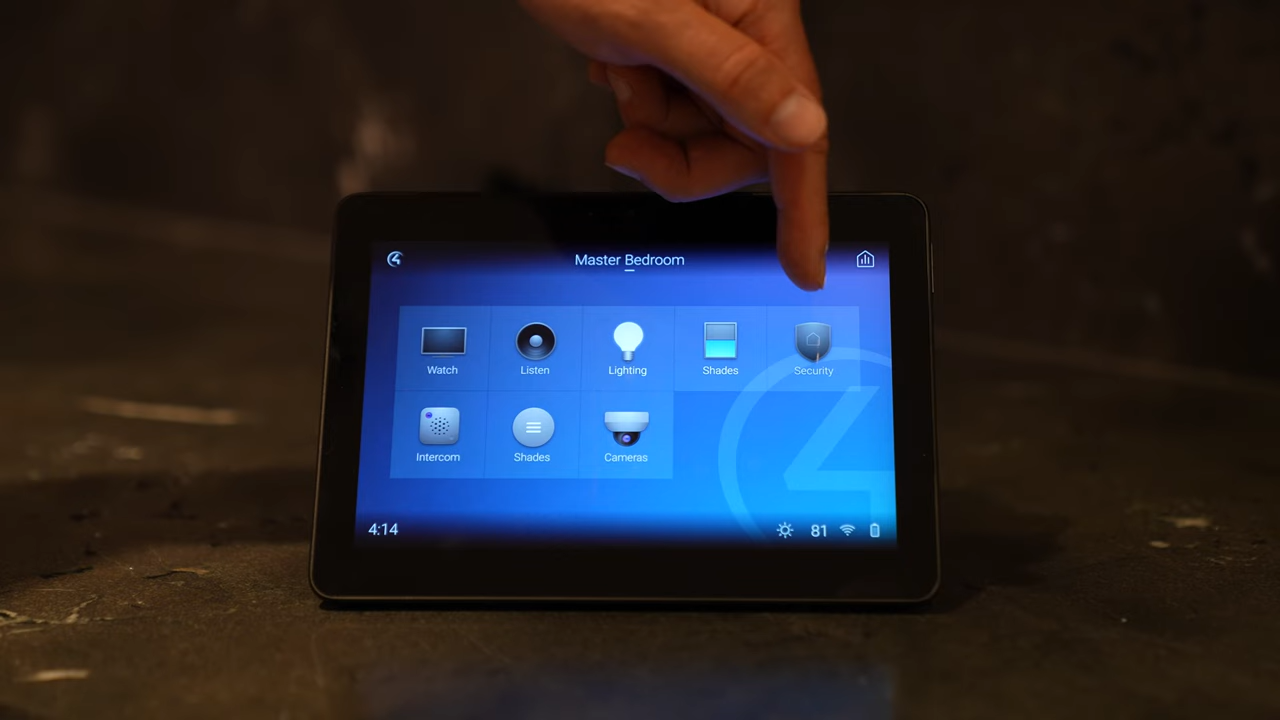 Master Bedroom
Watch Listen Lighting Shades Security
Intercom Shades Cameras
4:14 81